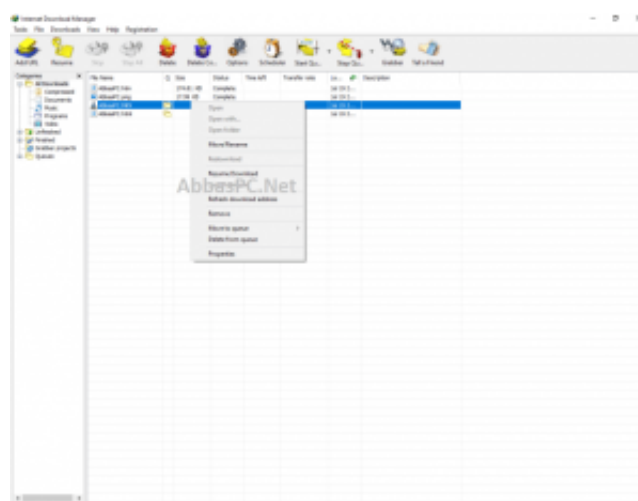 Internet Download Manager
Tasks File Downloads View Help Registration
Add URL Resume Stop Stop All Delete Delete Co... Options Scheduler Start Qu... Stop Qu... Grabber Tell a Friend
Categories
File Name Q Size Status Time left Transfer rate La... Description
All Downloads
Compressed
Documents
Music
Programs
Video
Unfinished
Finished
Grabber projects
Queues
Complete
Complete
Open
Open with...
Open folder
Move/Rename
Redownload
Resume Download
AbbasPC.Net
Refresh download address
Remove
Move to queue
Delete from queue
Properties